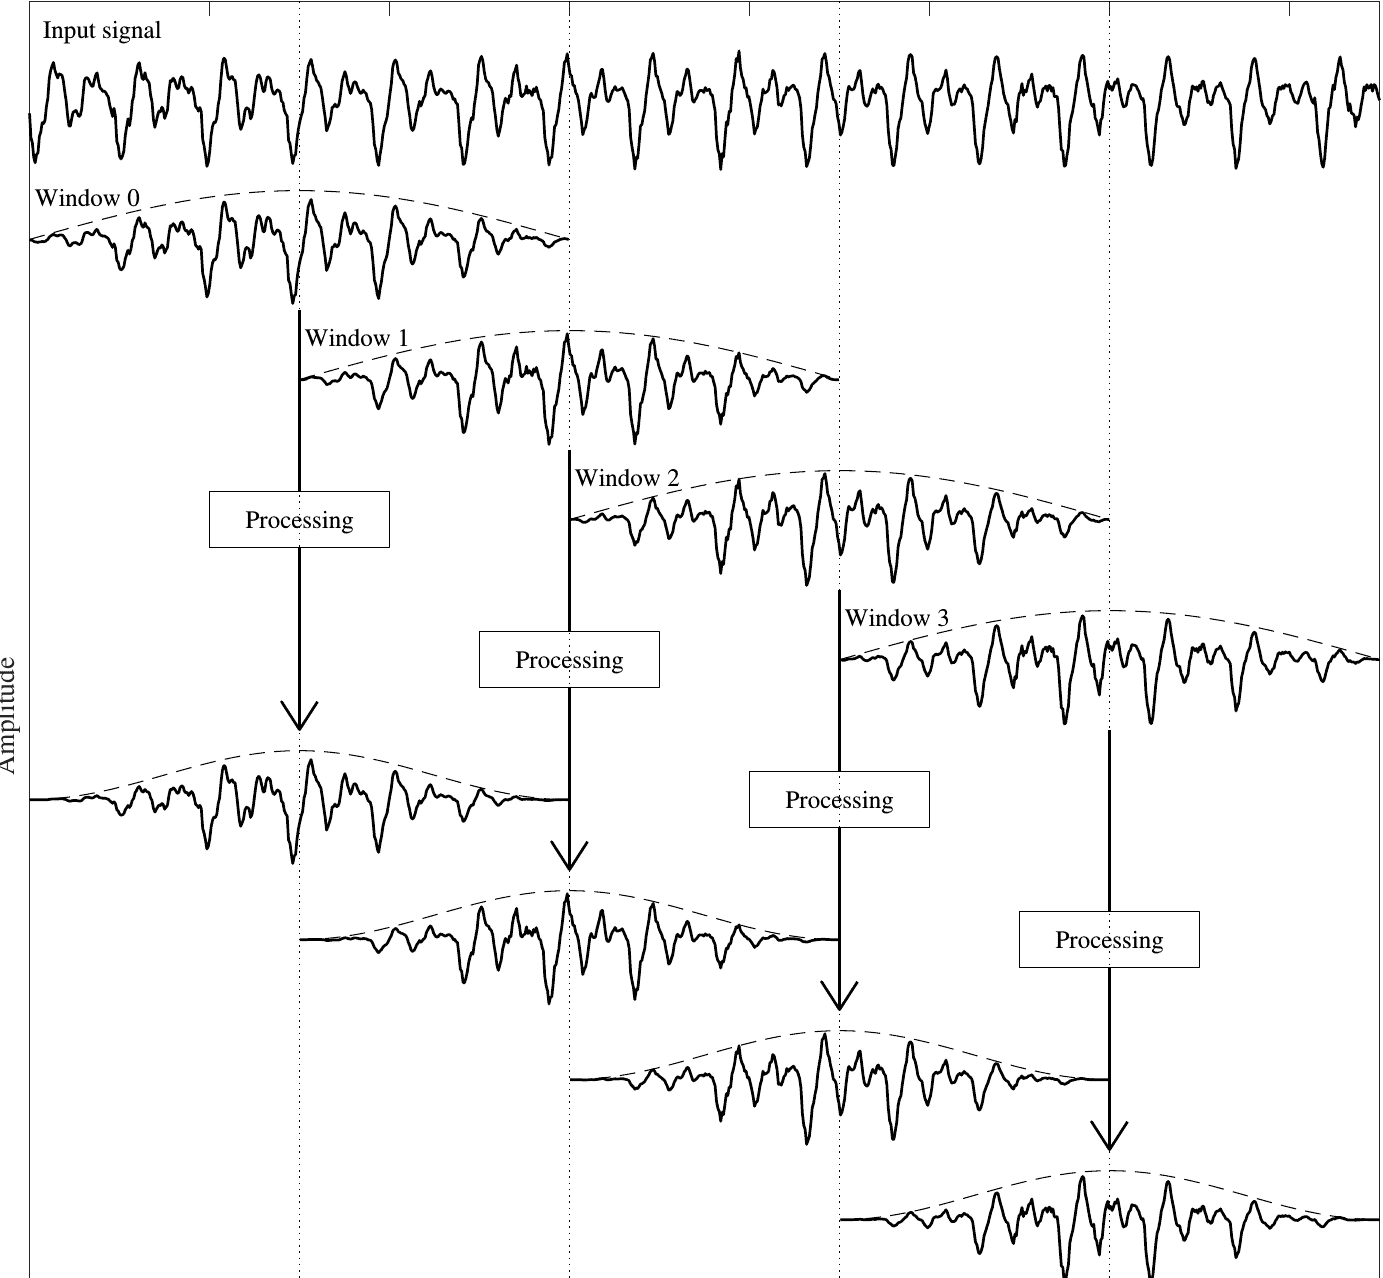 Input signal
Window 0
Window 1
Window 2
Processing
Window 3
Processing
Amplitude
Processing
Processing